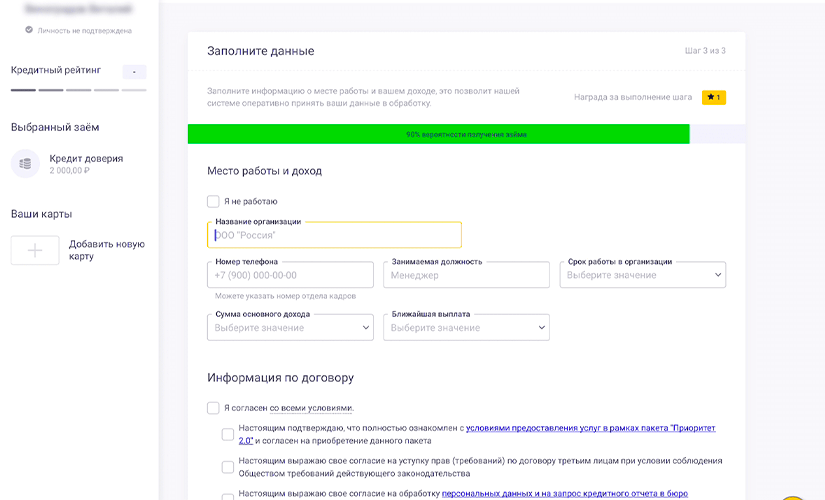 Личность не подтверждена
Кредитный рейтинг
-
Выбранный заём
Кредит доверия
2 000,00 ₽
Ваши карты
Добавить новую
карту
Заполните данные
Шаг 3 из 3
Заполните информацию о месте работы и вашем доходе, это позволит нашей
системе оперативно принять ваши данные в обработку.
Награда за выполнение шага
★ 1
90% вероятности получения займа
Место работы и доход
Я не работаю
Название организации
ООО "Россия"
Номер телефона
+7 (900) 000-00-00
Можете указать номер отдела кадров
Занимаемая должность
Менеджер
Срок работы в организации
Выберите значение
Сумма основного дохода
Выберите значение
Ближайшая выплата
Выберите значение
Информация по договору
Я согласен со всеми условиями.
Настоящим подтверждаю, что полностью ознакомлен с условиями предоставления услуг в рамках пакета "Приоритет
2.0" и согласен на приобретение данного пакета
Настоящим выражаю свое согласие на уступку прав (требований) по договору третьим лицам при условии соблюдения
Обществом требований действующего законодательства
Настоящим выражаю свое согласие на обработку персональных данных и на запрос кредитного отчета в бюро